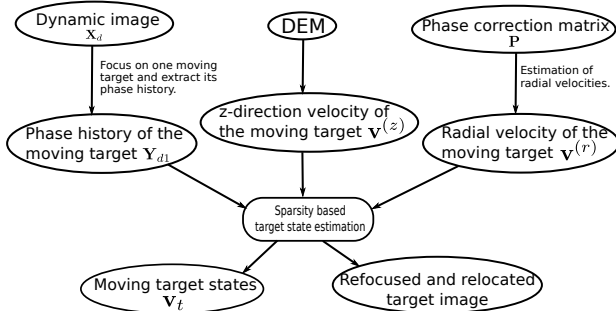 Dynamic image
X_d
DEM
Phase correction matrix
P
Focus on one moving
target and extract its
phase history.
Estimation of
radial velocities.
Phase history of the
moving target Y_{d1}
z-direction velocity of
the moving target V^{(z)}
Radial velocity of the
moving target V^{(r)}
Sparsity based
target state estimation
Moving target states
V_t
Refocused and relocated
target image